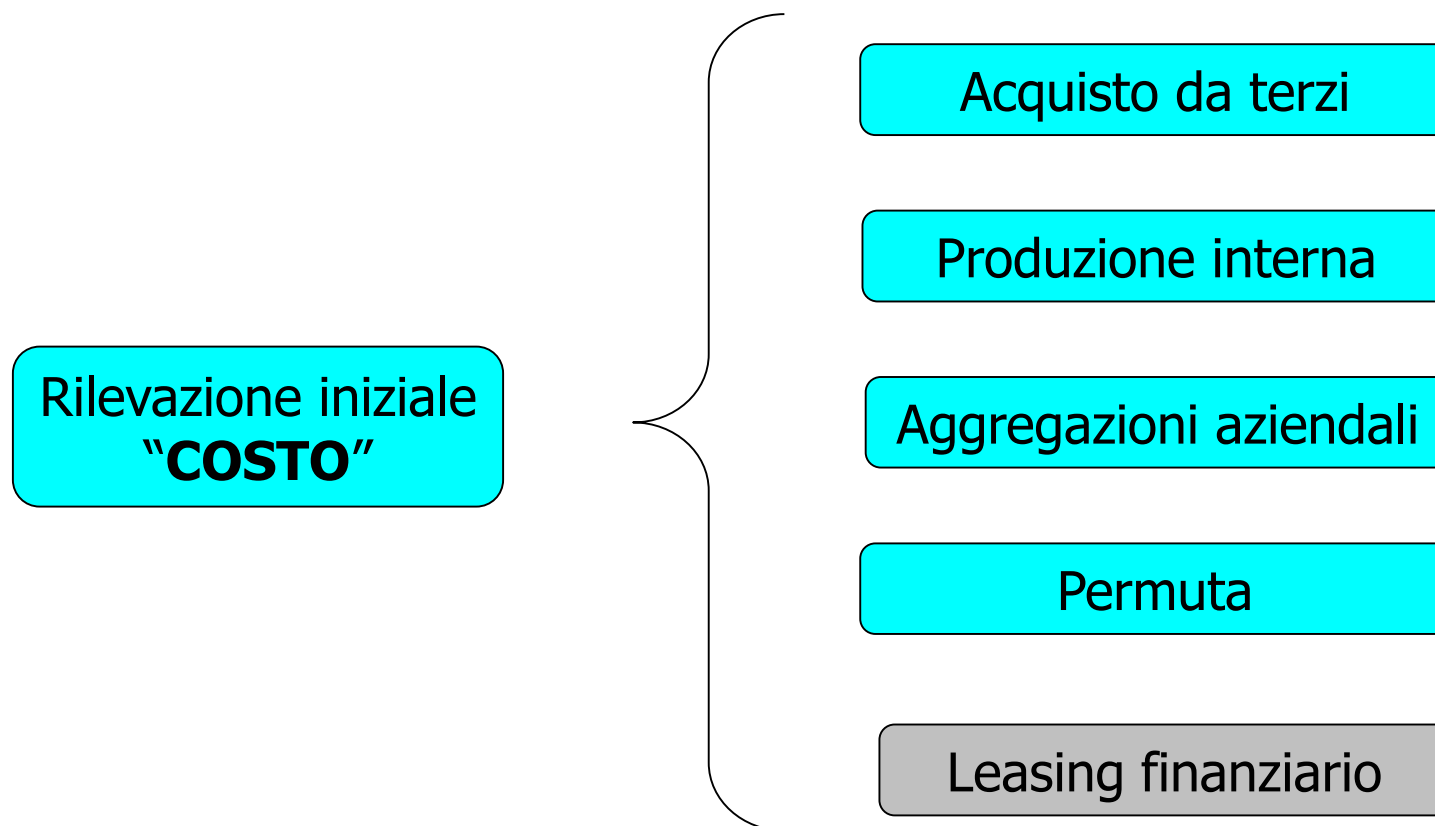 Acquisto da terzi
Produzione interna
Rilevazione iniziale
“COSTO”
Aggregazioni aziendali
Permuta
Leasing finanziario